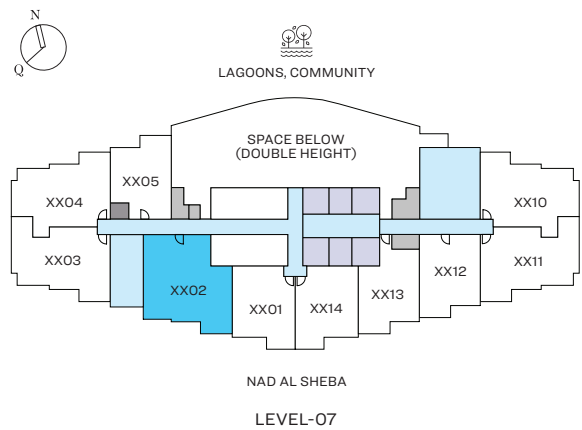 N
Q
LAGOONS, COMMUNITY
SPACE BELOW
(DOUBLE HEIGHT)
XX05
XX04
XX10
XX03
XX11
XX02
XX12
XX13
XX01
XX14
NAD AL SHEBA
LEVEL-07